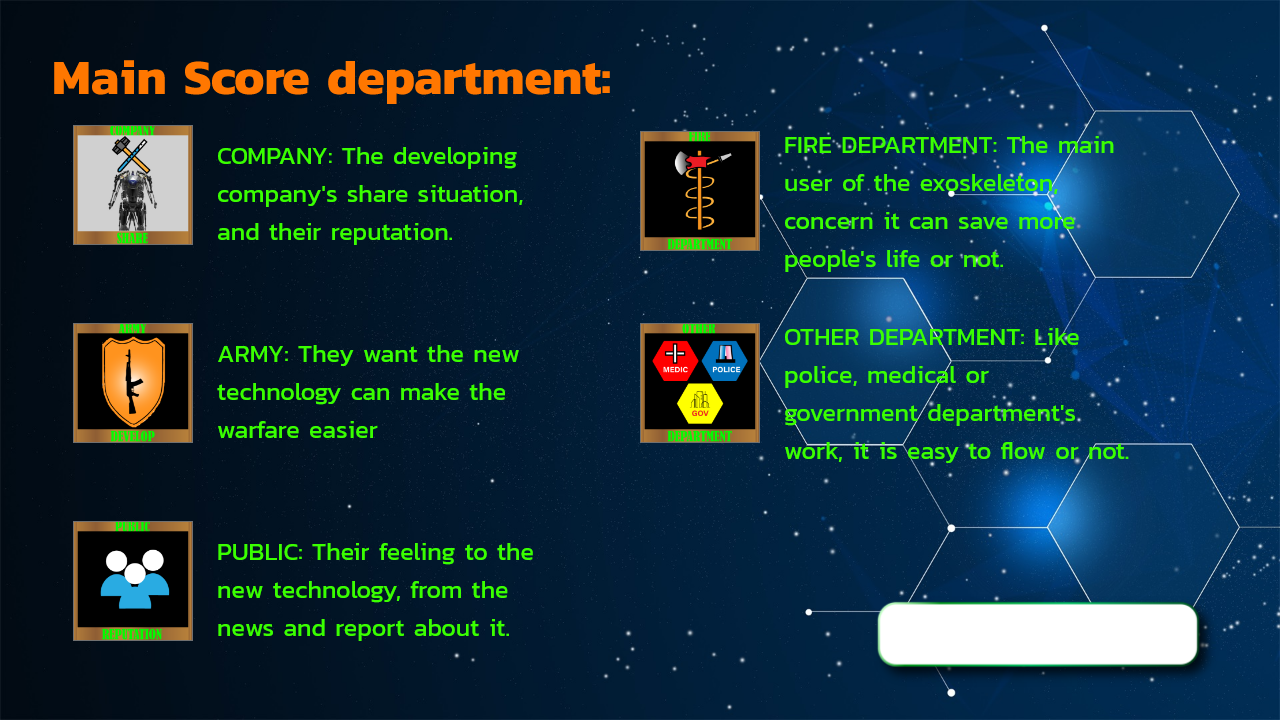 Main Score department:
COMPANY
SHARE
COMPANY: The developing
company's share situation,
and their reputation.
ARMY
DEVELOP
ARMY: They want the new
technology can make the
warfare easier
PUBLIC
REPUTATION
PUBLIC: Their feeling to the
new technology, from the
news and report about it.
FIRE
DEPARTMENT
FIRE DEPARTMENT: The main
user of the exoskeleton,
concern it can save more
people's life or not.
OTHER
MEDIC
POLICE
GOV
DEPARTMENT
OTHER DEPARTMENT: Like
police, medical or
government department's
work, it is easy to flow or not.